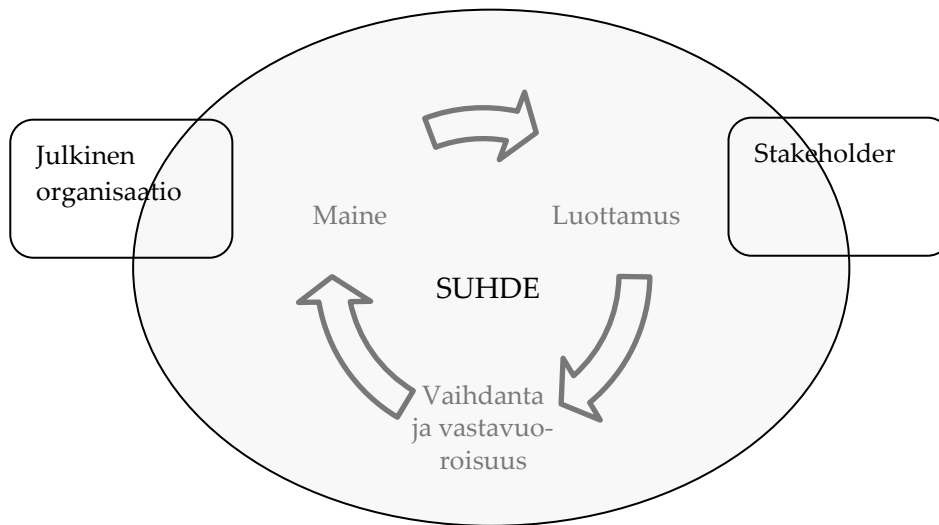 Julkinen
organisaatio
Stakeholder
Maine
Luottamus
SUHDE
Vaihdanta
ja vastavuo-
roisuus